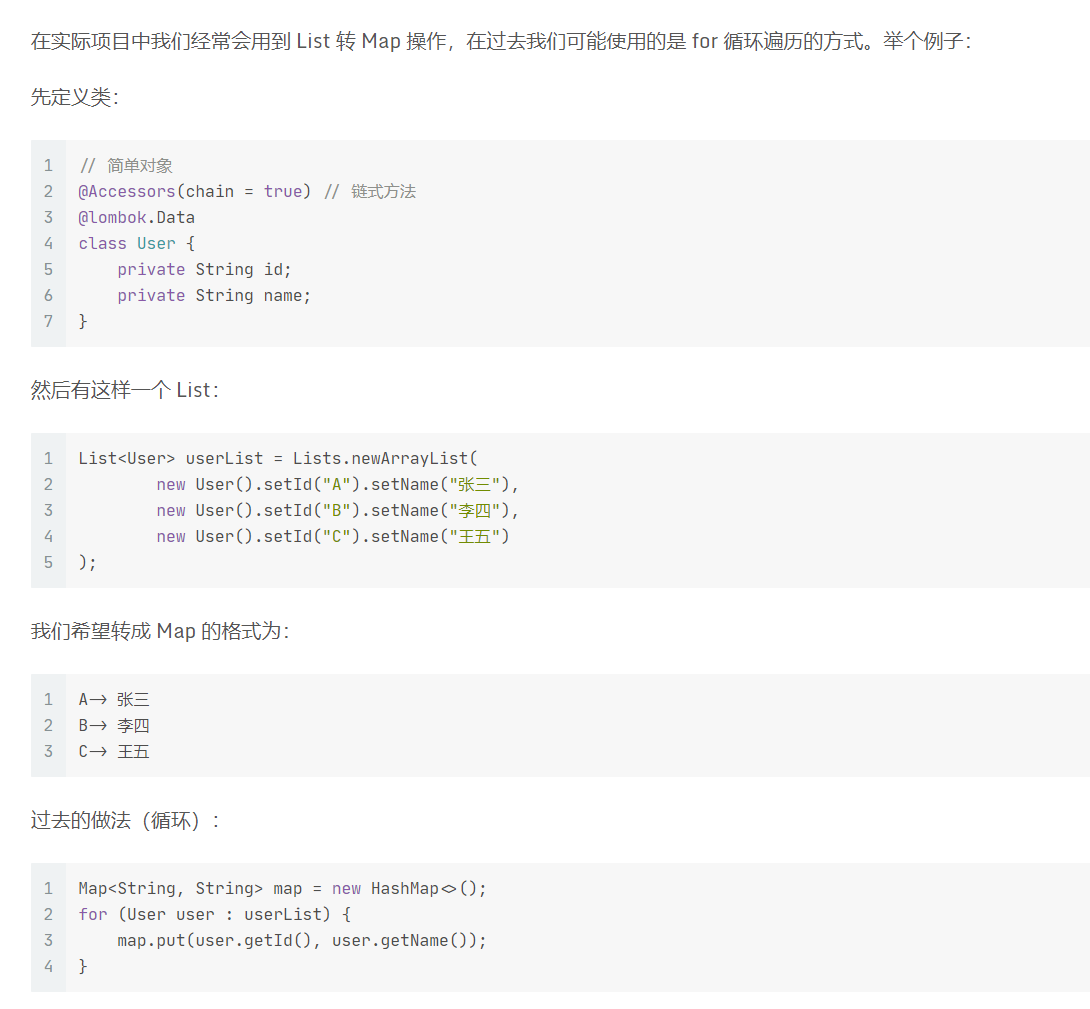 在实际项目中我们经常会用到 List 转 Map 操作，在过去我们可能使用的是 for 循环遍历的方式。举个例子：
先定义类：
1 // 简单对象
2 @Accessors(chain = true) // 链式方法
3 @lombok.Data
4 class User {
5     private String id;
6     private String name;
7 }
然后有这样一个 List：
1 List<User> userList = Lists.newArrayList(
2         new User().setId("A").setName("张三"),
3         new User().setId("B").setName("李四"),
4         new User().setId("C").setName("王五")
5 );
我们希望转成 Map 的格式为：
1 A-> 张三
2 B-> 李四
3 C-> 王五
过去的做法（循环）：
1 Map<String, String> map = new HashMap<>();
2 for (User user : userList) {
3     map.put(user.getId(), user.getName());
4 }